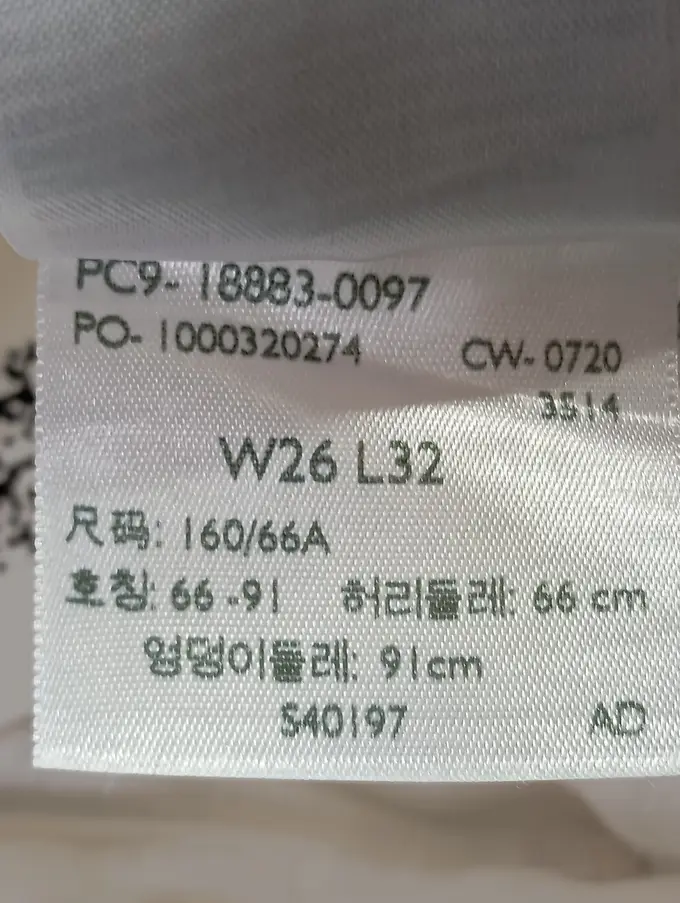 PC9- 18883-0097
PO- 1000320274 CW- 0720
3514
W26 L32
尺码: 160/66A
호칭: 66 -91 허리둘레: 66 cm
엉덩이둘레: 91cm
S40197 AD